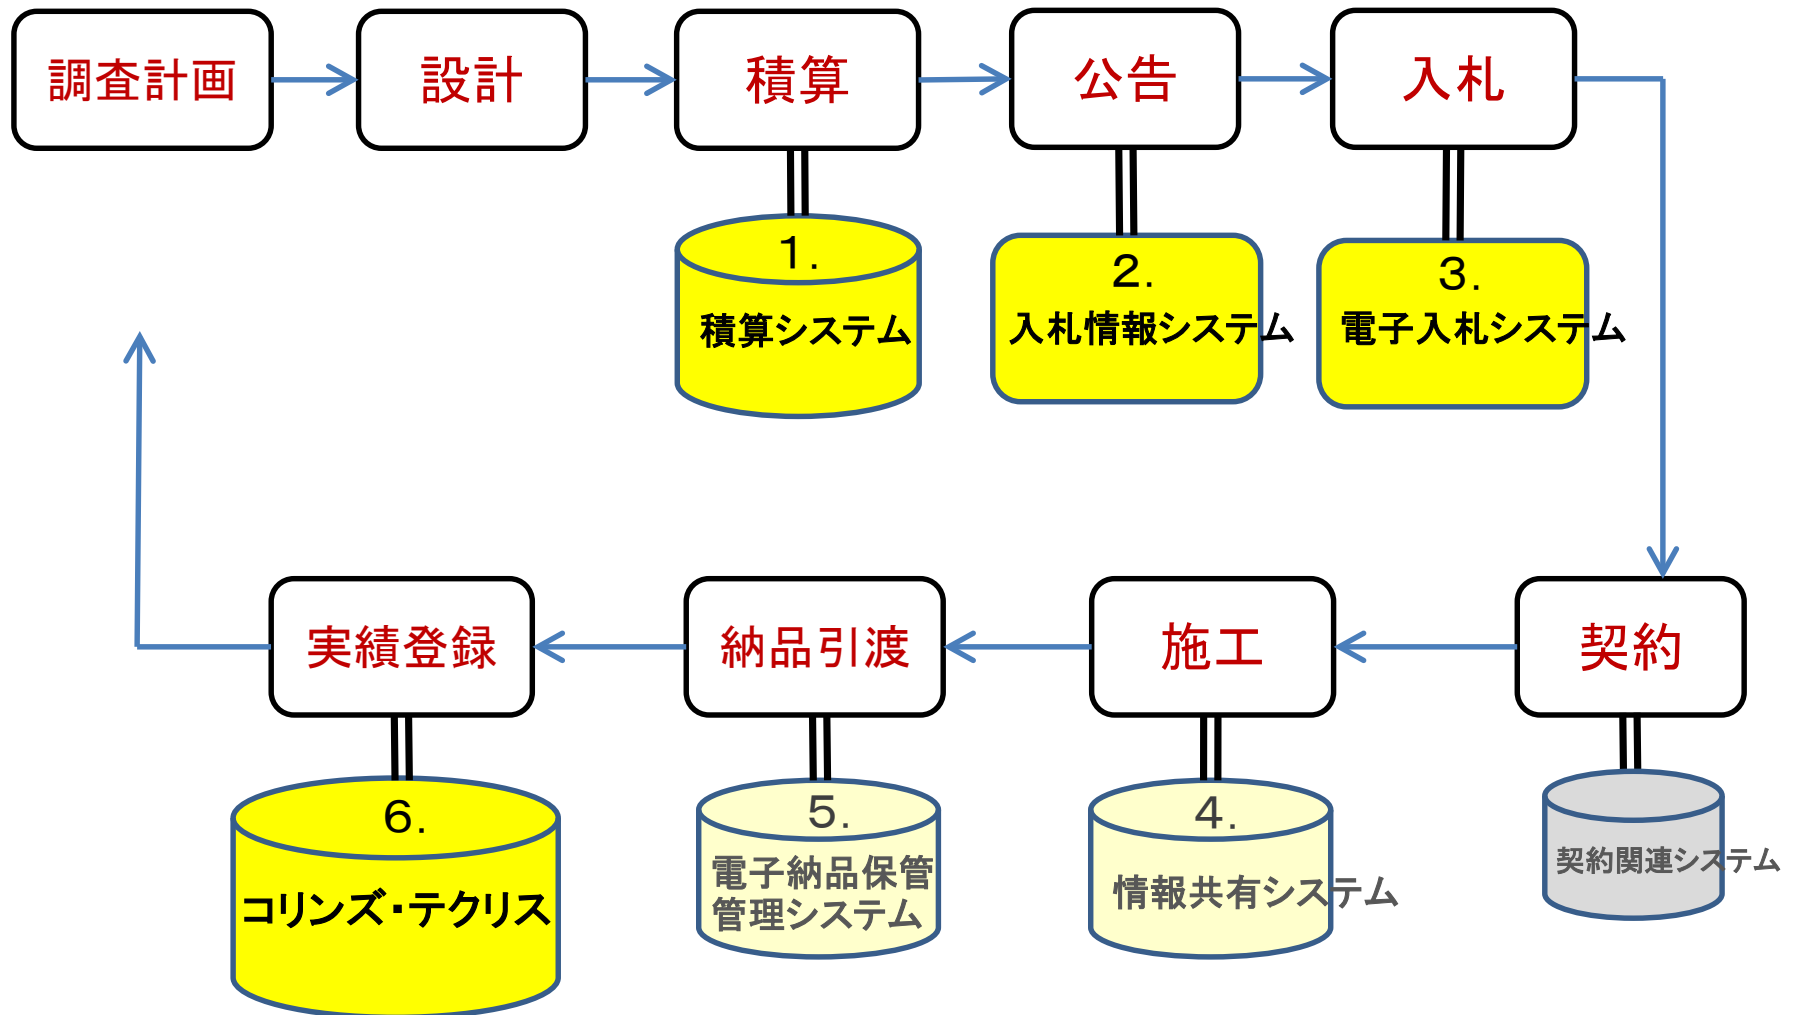 調査計画
設計
積算
公告
入札
１．
積算システム
２．
入札情報システム
３．
電子入札システム
実績登録
納品引渡
施工
契約
６．
コリンズ・テクリス
５．
電子納品保管
管理システム
４．
情報共有システム
契約関連システム